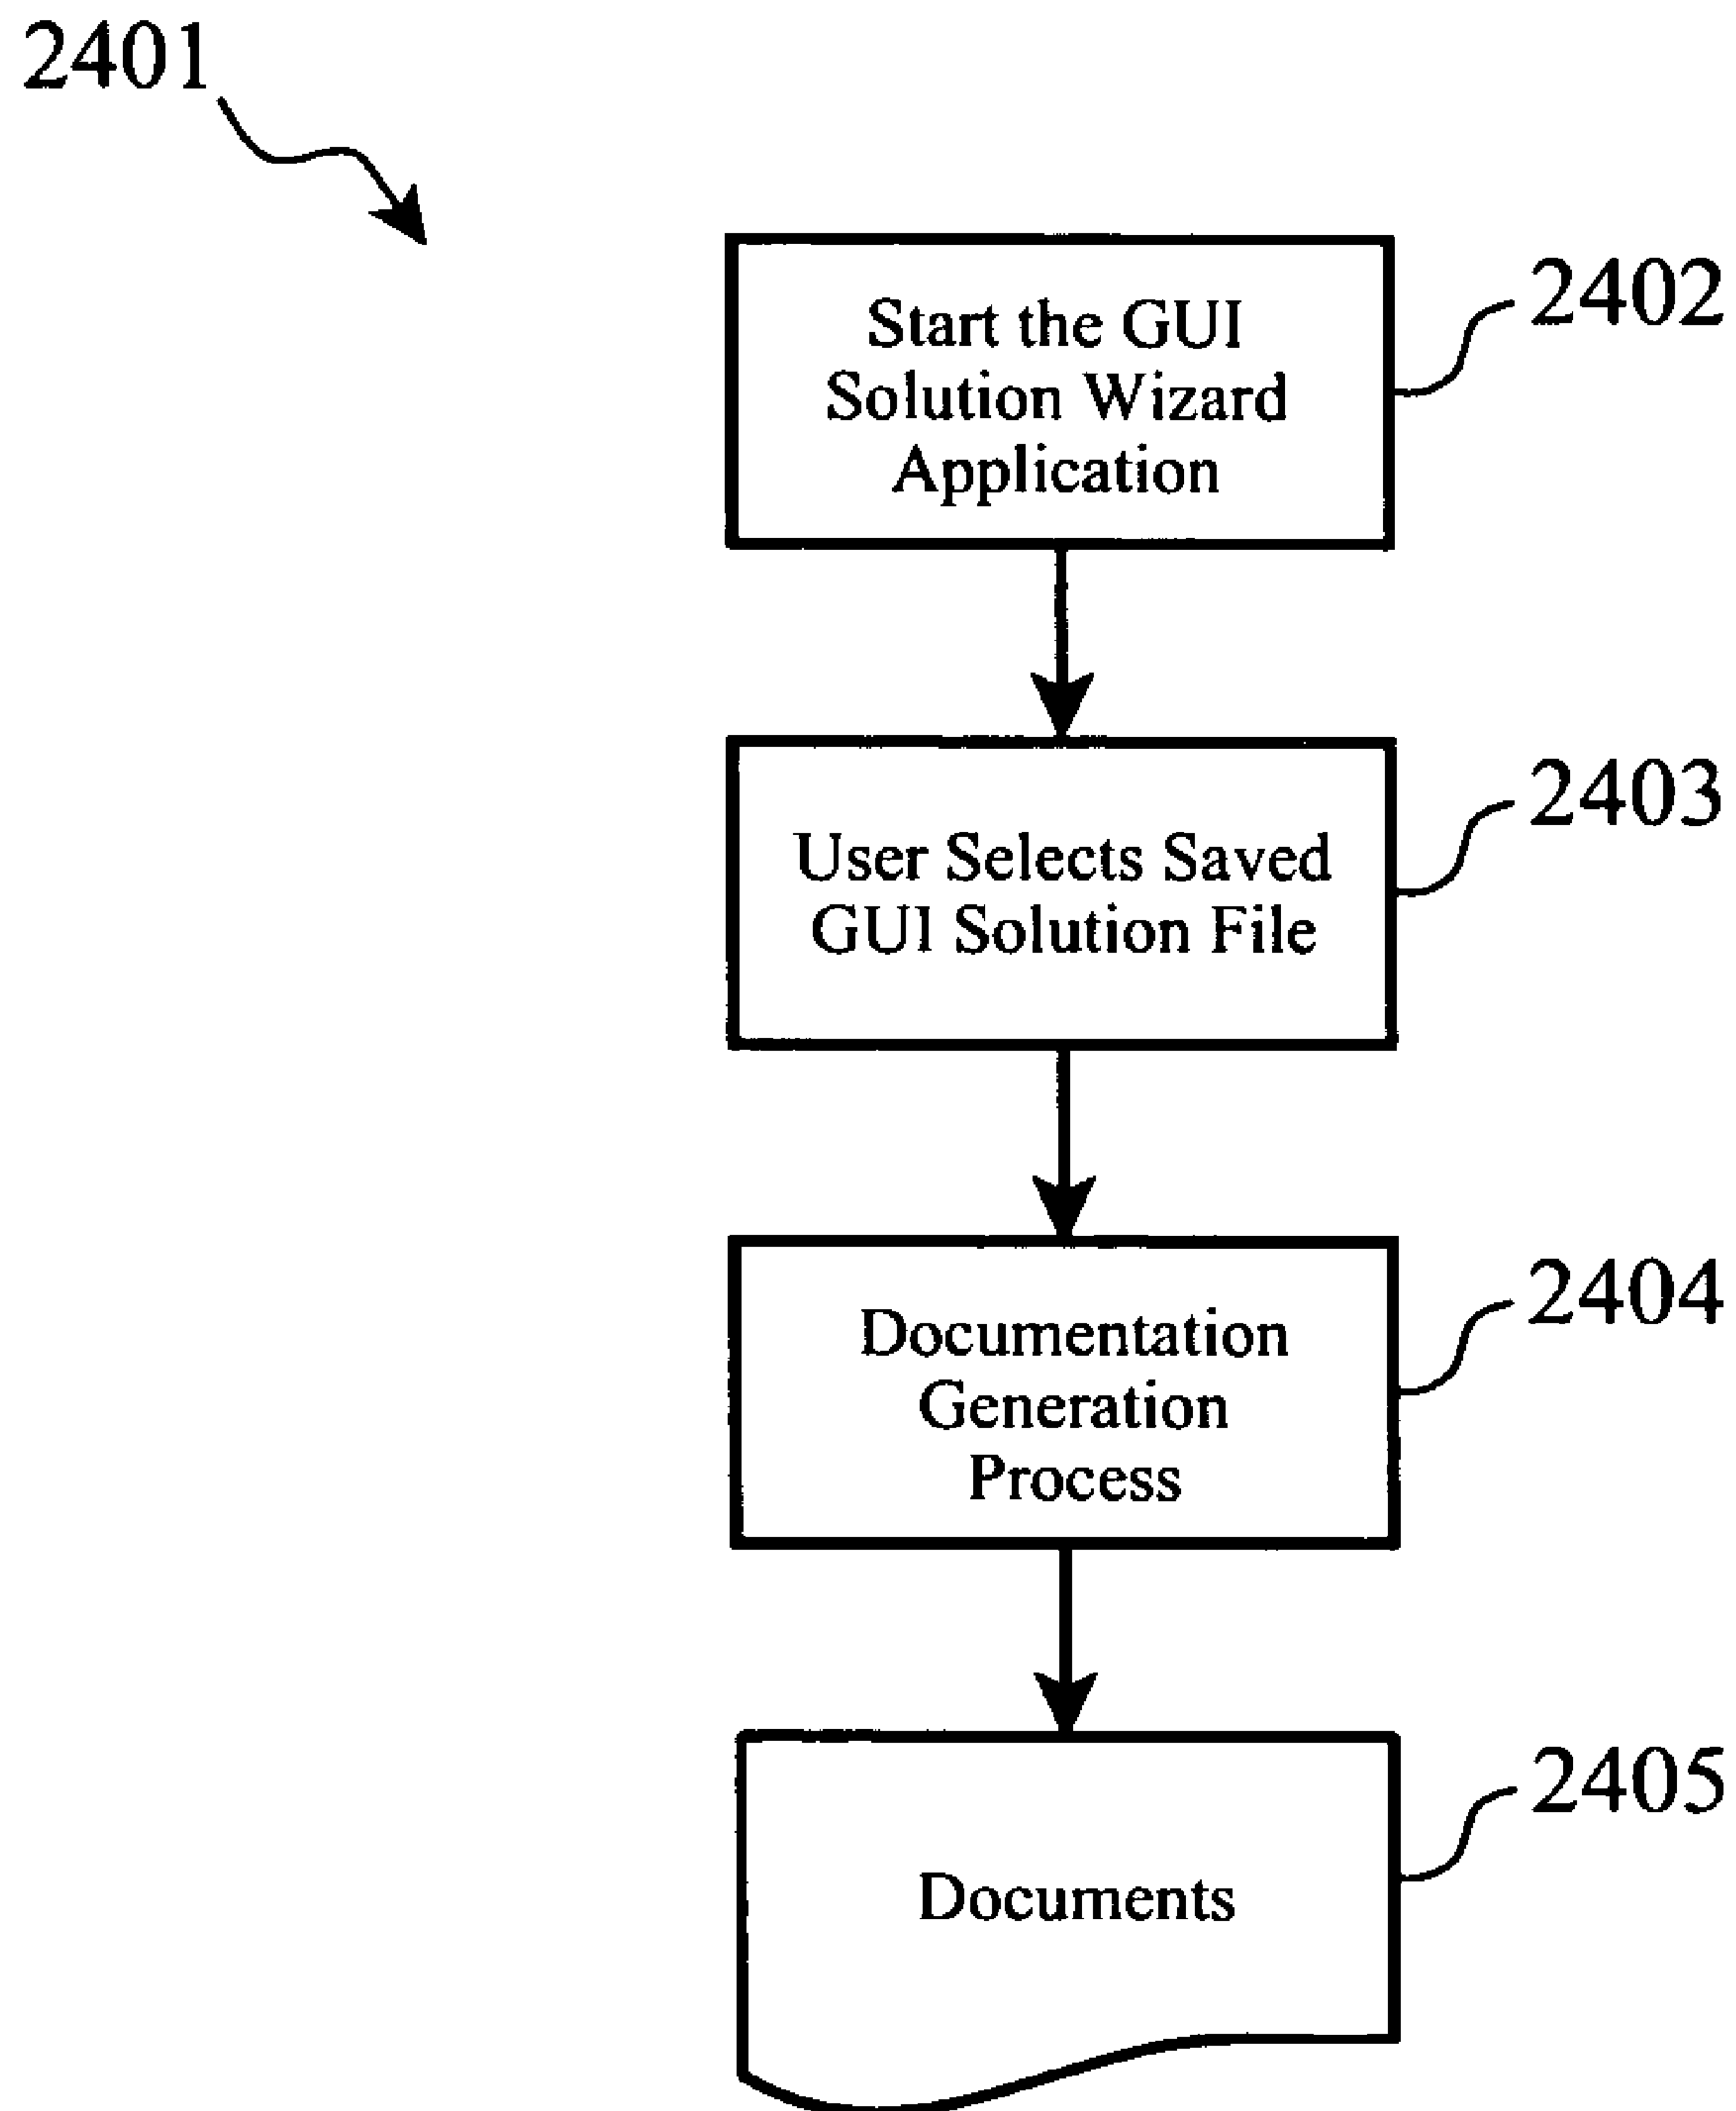 2401
Start the GUI
Solution Wizard
Application
2402
User Selects Saved
GUI Solution File
2403
Documentation
Generation
Process
2404
Documents
2405